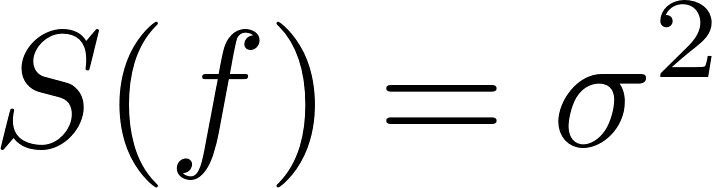 S(f) = σ²